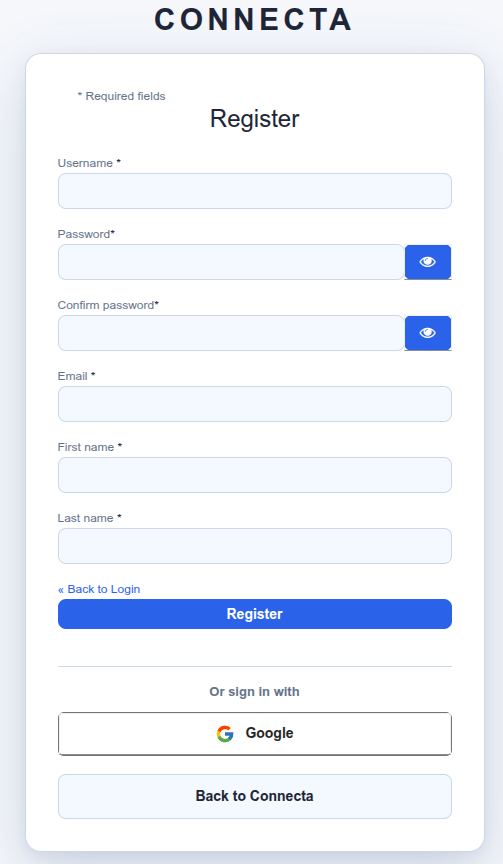 CONNECTA
* Required fields
Register
Username *
Password*
Confirm password*
Email *
First name *
Last name *
« Back to Login
Register
Or sign in with
Google
Back to Connecta